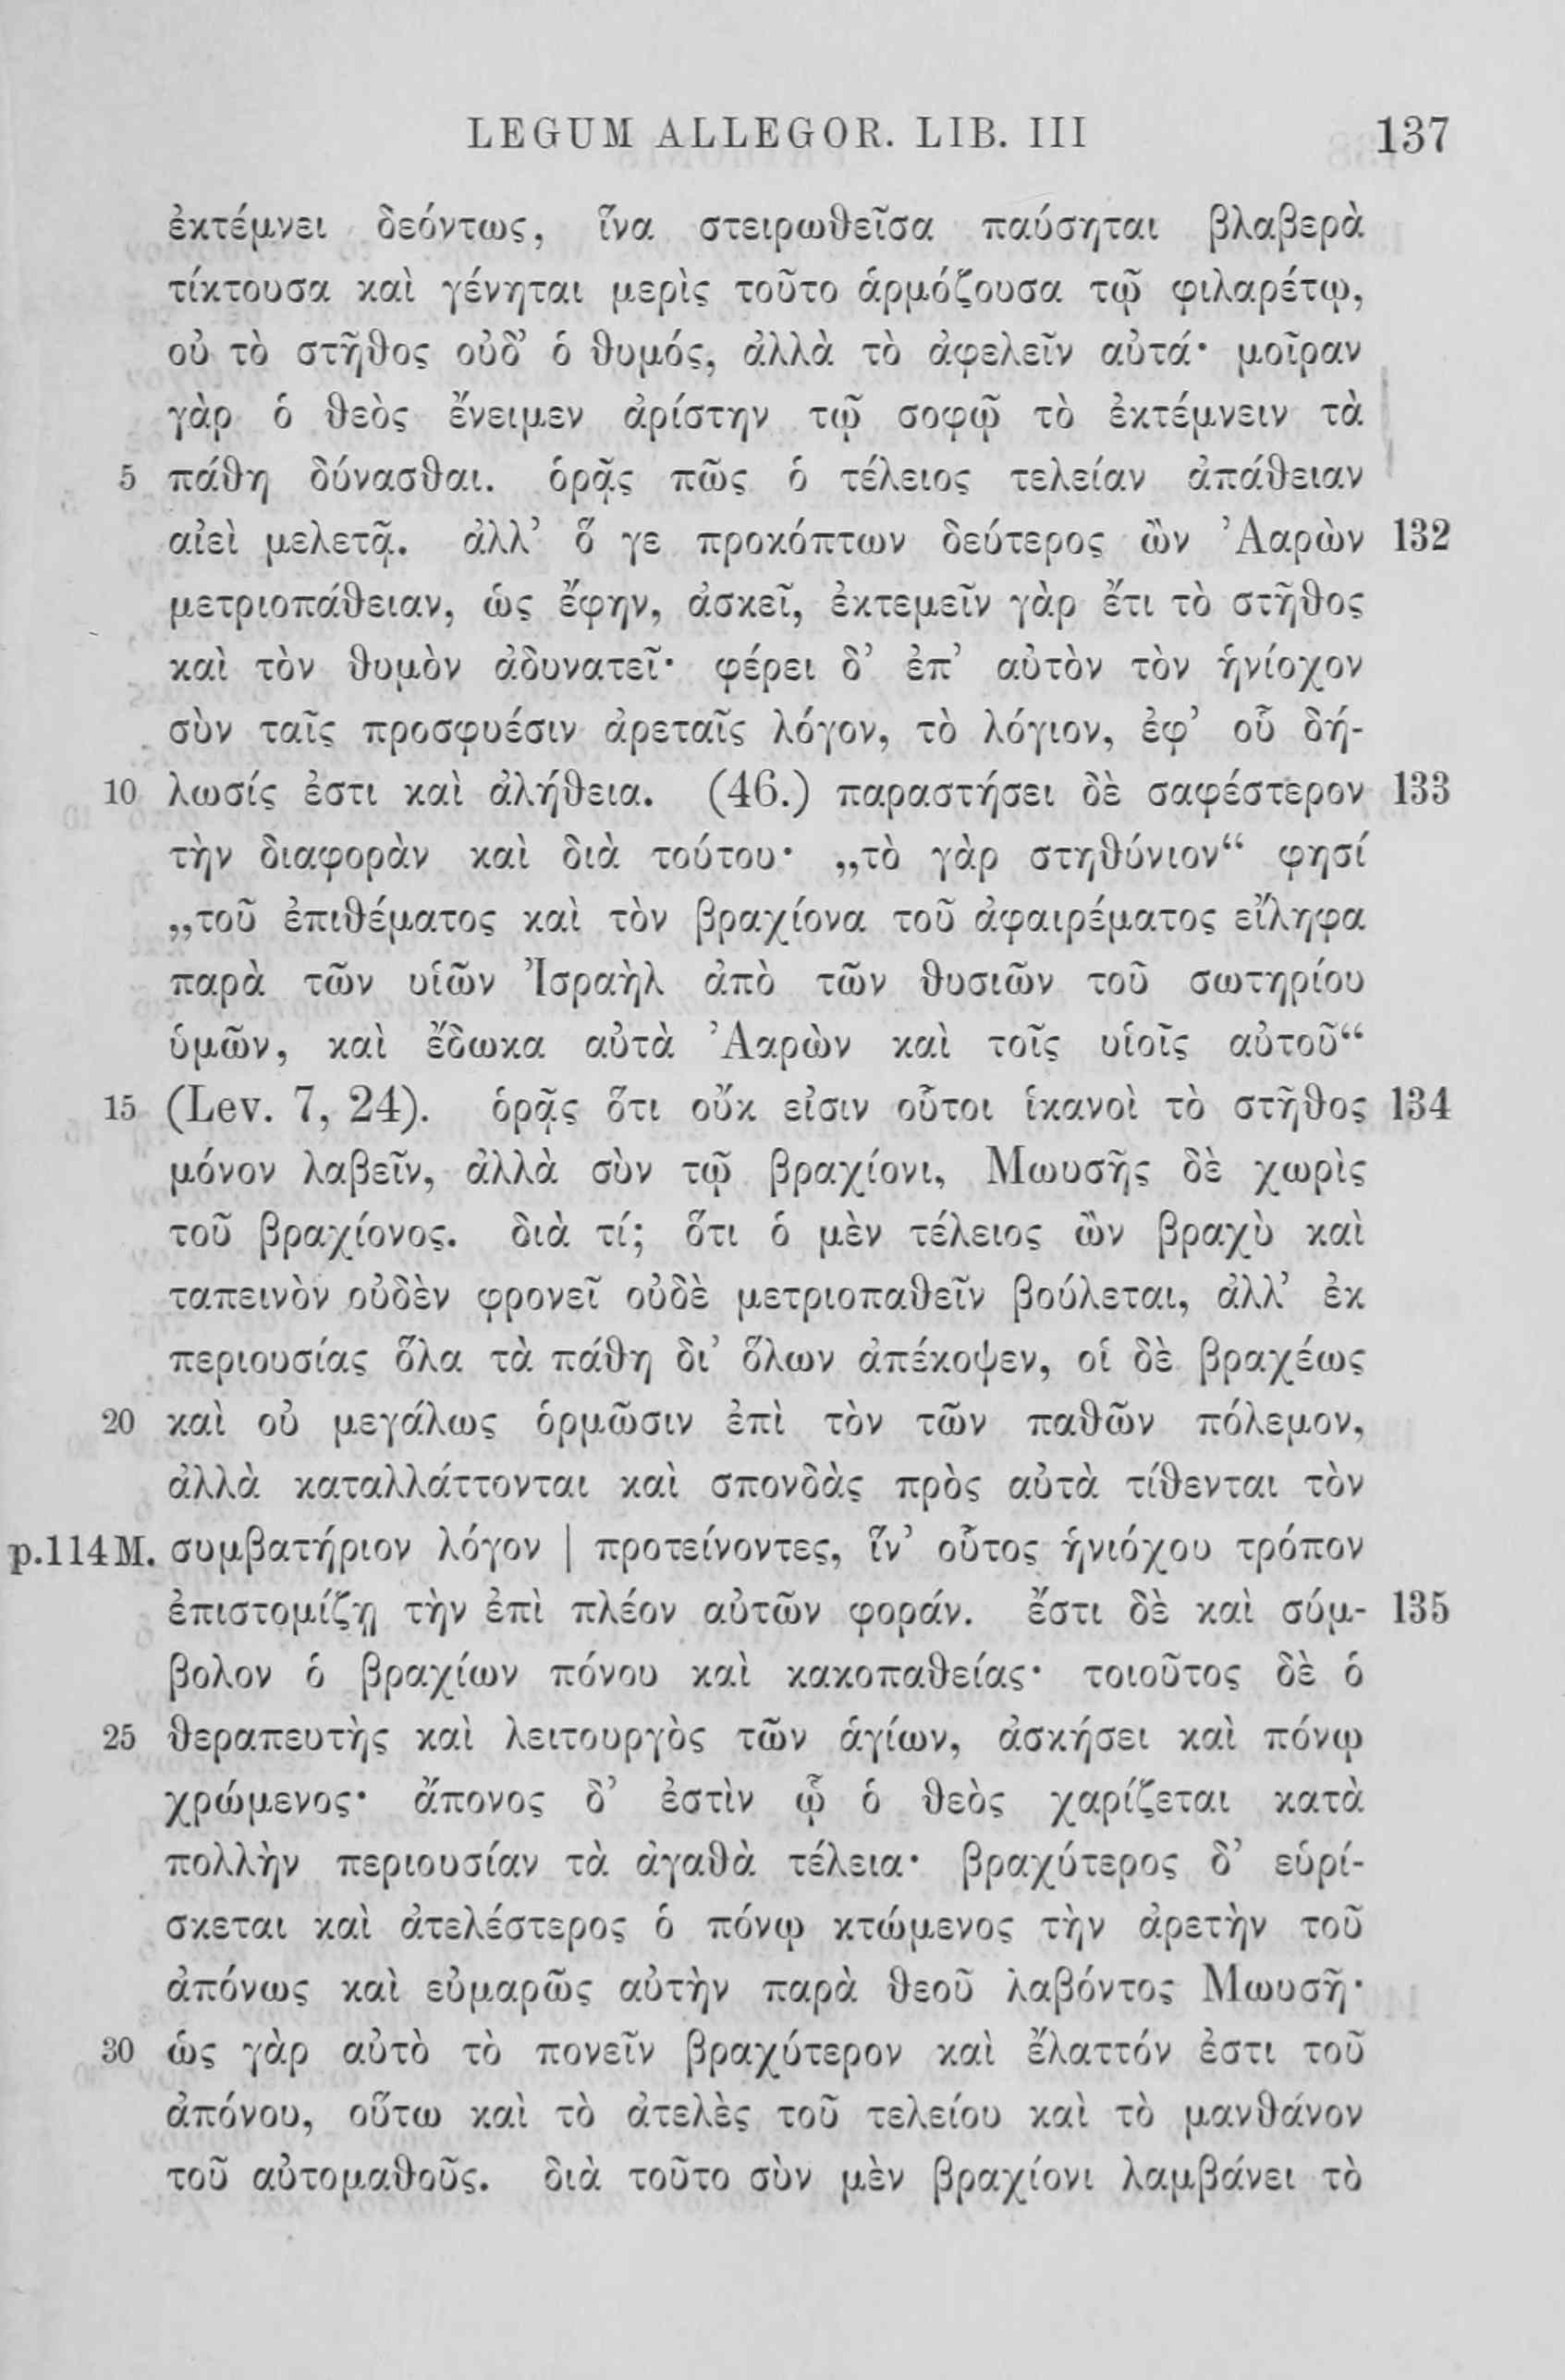 LEGUM ALLEGOR. LIB. III 137
ἐκτέμνει δεόντως, ἵνα στειρωθεῖσα παύσηται βλαβερὰ
τίκτουσα καὶ γένηται μερὶς τοῦτο ἁρμόζουσα τῷ φιλαρέτῳ,
οὐ τὸ στῆθος οὐδ’ ὁ θυμός, ἀλλὰ τὸ ἀφελεῖν αὐτά· μοῖραν
γὰρ ὁ θεὸς ἔνειμεν ἀρίστην τῷ σοφῷ τὸ ἐκτέμνειν τὰ
5 πάθη δύνασθαι. ὁρᾷς πῶς ὁ τέλειος τελείαν ἀπάθειαν
αἰεὶ μελετᾷ. ἀλλ’ ὅ γε προκόπτων δεύτερος ὢν Ἀαρὼν 132
μετριοπάθειαν, ὡς ἔφην, ἀσκεῖ, ἐκτεμεῖν γὰρ ἔτι τὸ στῆθος
καὶ τὸν θυμὸν ἀδυνατεῖ· φέρει δ’ ἐπ’ αὐτὸν τὸν ἡνίοχον
σὺν ταῖς προσφυέσιν ἀρεταῖς λόγον, τὸ λόγιον, ἐφ’ οὗ δή-
10 λωσίς ἐστι καὶ ἀλήθεια. (46.) παραστήσει δὲ σαφέστερον 133
τὴν διαφορὰν καὶ διὰ τούτου· „τὸ γὰρ στηθύνιον“ φησί
„τοῦ ἐπιθέματος καὶ τὸν βραχίονα τοῦ ἀφαιρέματος εἴληφα
παρὰ τῶν υἱῶν Ἰσραὴλ ἀπὸ τῶν θυσιῶν τοῦ σωτηρίου
ὑμῶν, καὶ ἔδωκα αὐτὰ Ἀαρὼν καὶ τοῖς υἱοῖς αὐτοῦ“
15 (Lev. 7, 24). ὁρᾷς ὅτι οὔκ εἰσιν οὗτοι ἱκανοὶ τὸ στῆθος 134
μόνον λαβεῖν, ἀλλὰ σὺν τῷ βραχίονι, Μωυσῆς δὲ χωρὶς
τοῦ βραχίονος. διὰ τί; ὅτι ὁ μὲν τέλειος ὢν βραχὺ καὶ
ταπεινὸν οὐδὲν φρονεῖ οὐδὲ μετριοπαθεῖν βούλεται, ἀλλ’ ἐκ
περιουσίας ὅλα τὰ πάθη δι’ ὅλων ἀπέκοψεν, οἱ δὲ βραχέως
20 καὶ οὐ μεγάλως ὁρμῶσιν ἐπὶ τὸν τῶν παθῶν πόλεμον,
ἀλλὰ καταλλάττονται καὶ σπονδὰς πρὸς αὐτὰ τίθενται τὸν
p.114 M. συμβατήριον λόγον | προτείνοντες, ἵν’ οὗτος ἡνιόχου τρόπον
ἐπιστομίζῃ τὴν ἐπὶ πλέον αὐτῶν φοράν. ἔστι δὲ καὶ σύμ- 135
βολον ὁ βραχίων πόνου καὶ κακοπαθείας· τοιοῦτος δὲ ὁ
25 θεραπευτὴς καὶ λειτουργὸς τῶν ἁγίων, ἀσκήσει καὶ πόνῳ
χρώμενος· ἄπονος δ’ ἐστὶν ᾧ ὁ θεὸς χαρίζεται κατὰ
πολλὴν περιουσίαν τὰ ἀγαθὰ τέλεια· βραχύτερος δ’ εὑρί-
σκεται καὶ ἀτελέστερος ὁ πόνῳ κτώμενος τὴν ἀρετὴν τοῦ
ἀπόνως καὶ εὐμαρῶς αὐτὴν παρὰ θεοῦ λαβόντος Μωυσῆ·
30 ὡς γὰρ αὐτὸ τὸ πονεῖν βραχύτερον καὶ ἔλαττόν ἐστι τοῦ
ἀπόνου, οὕτω καὶ τὸ ἀτελὲς τοῦ τελείου καὶ τὸ μανθάνον
τοῦ αὐτομαθοῦς. διὰ τοῦτο σὺν μὲν βραχίονι λαμβάνει τὸ